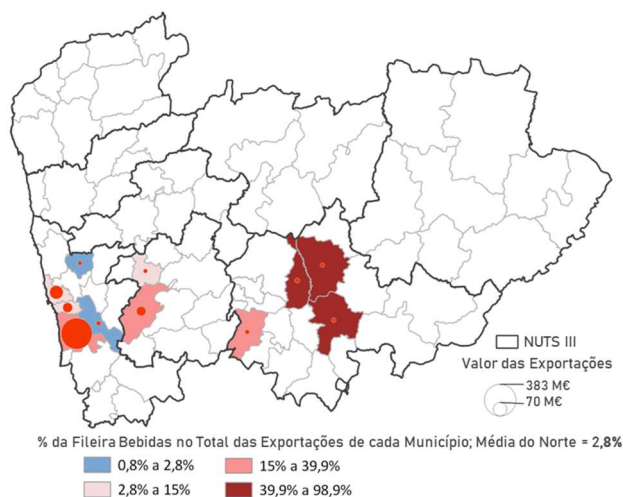 NUTS III
Valor das Exportações
383 M€
70 M€
% da Fileira Bebidas no Total das Exportações de cada Município; Média do Norte = 2,8%
0,8% a 2,8%
15% a 39,9%
2,8% a 15%
39,9% a 98,9%